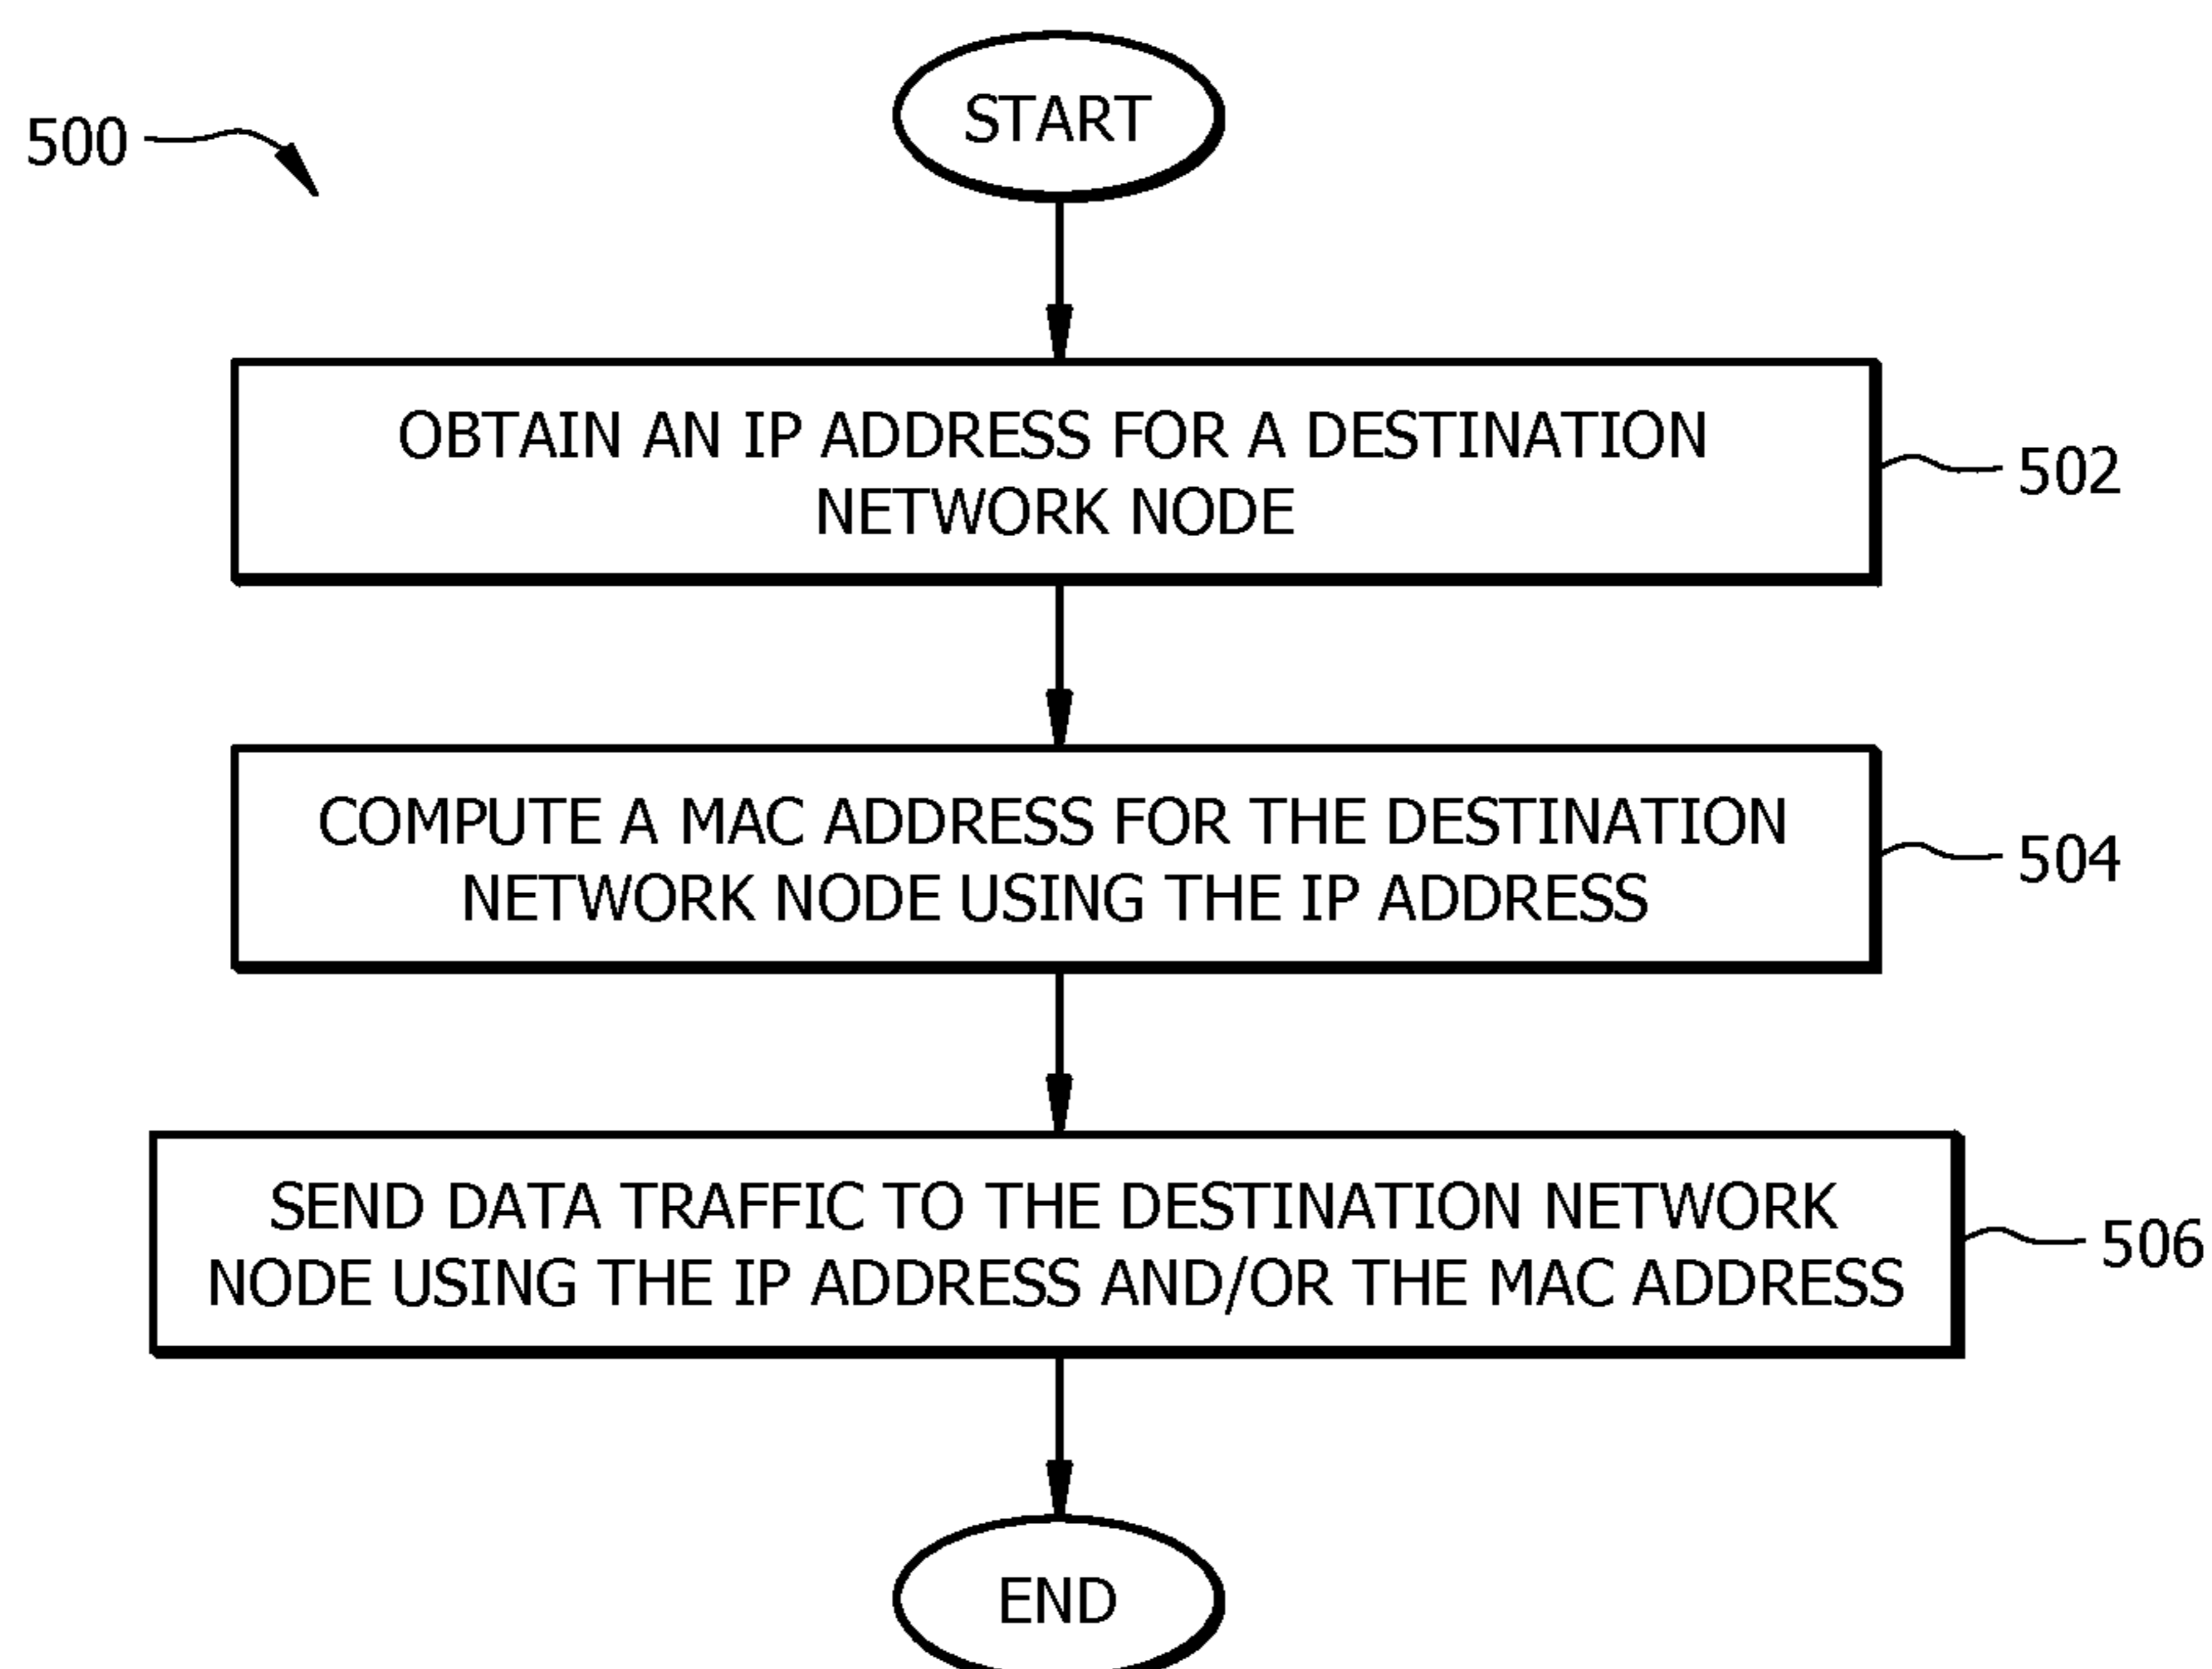 START
500
OBTAIN AN IP ADDRESS FOR A DESTINATION
NETWORK NODE
502
COMPUTE A MAC ADDRESS FOR THE DESTINATION
NETWORK NODE USING THE IP ADDRESS
504
SEND DATA TRAFFIC TO THE DESTINATION NETWORK
NODE USING THE IP ADDRESS AND/OR THE MAC ADDRESS
506
END